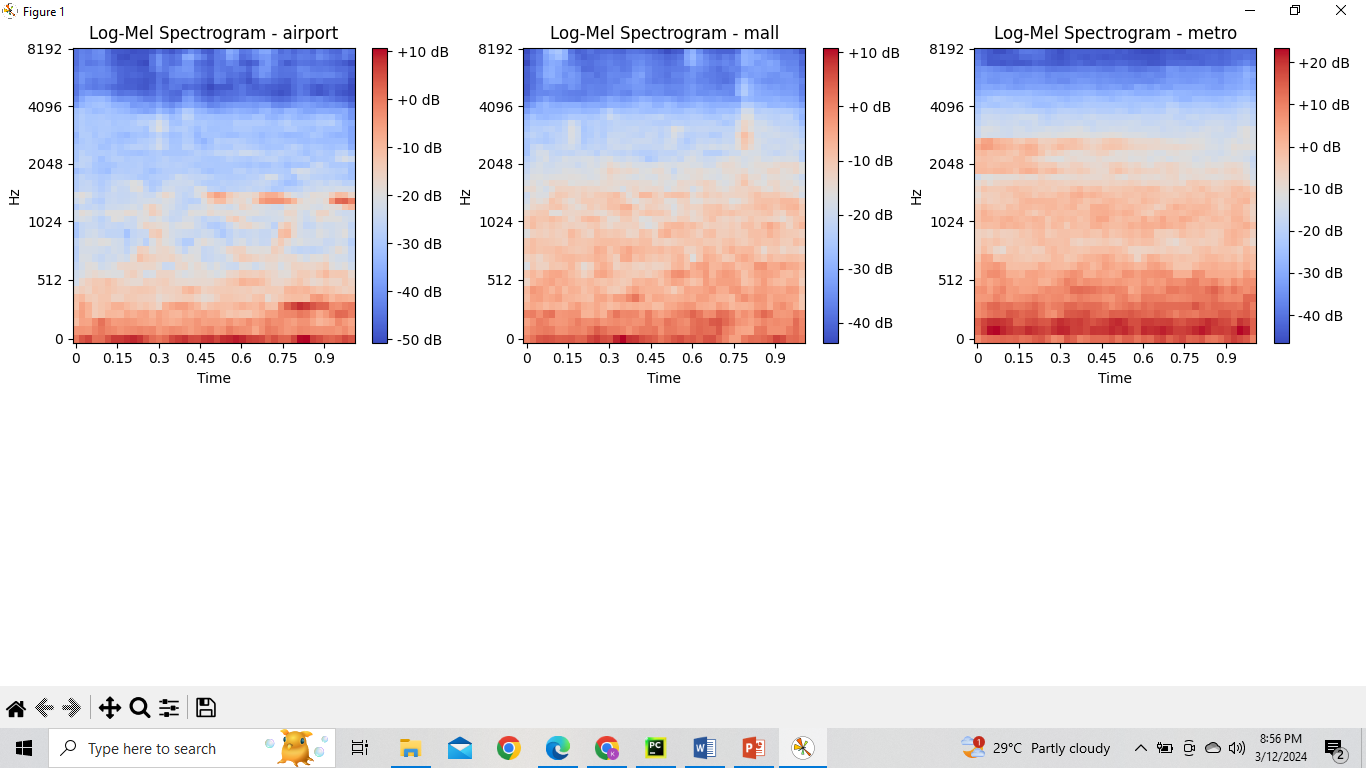 Figure 1
Log-Mel Spectrogram - airport
8192
4096
2048
1024
512
0
Hz
0 0.15 0.3 0.45 0.6 0.75 0.9
Time
+10 dB
+0 dB
-10 dB
-20 dB
-30 dB
-40 dB
-50 dB
Log-Mel Spectrogram - mall
8192
4096
2048
1024
512
0
Hz
0 0.15 0.3 0.45 0.6 0.75 0.9
Time
+10 dB
+0 dB
-10 dB
-20 dB
-30 dB
-40 dB
Log-Mel Spectrogram - metro
8192
4096
2048
1024
512
0
Hz
0 0.15 0.3 0.45 0.6 0.75 0.9
Time
+20 dB
+10 dB
+0 dB
-10 dB
-20 dB
-30 dB
-40 dB
Type here to search
K
PC
W
P
1
29°C Partly cloudy
8:56 PM
3/12/2024
2